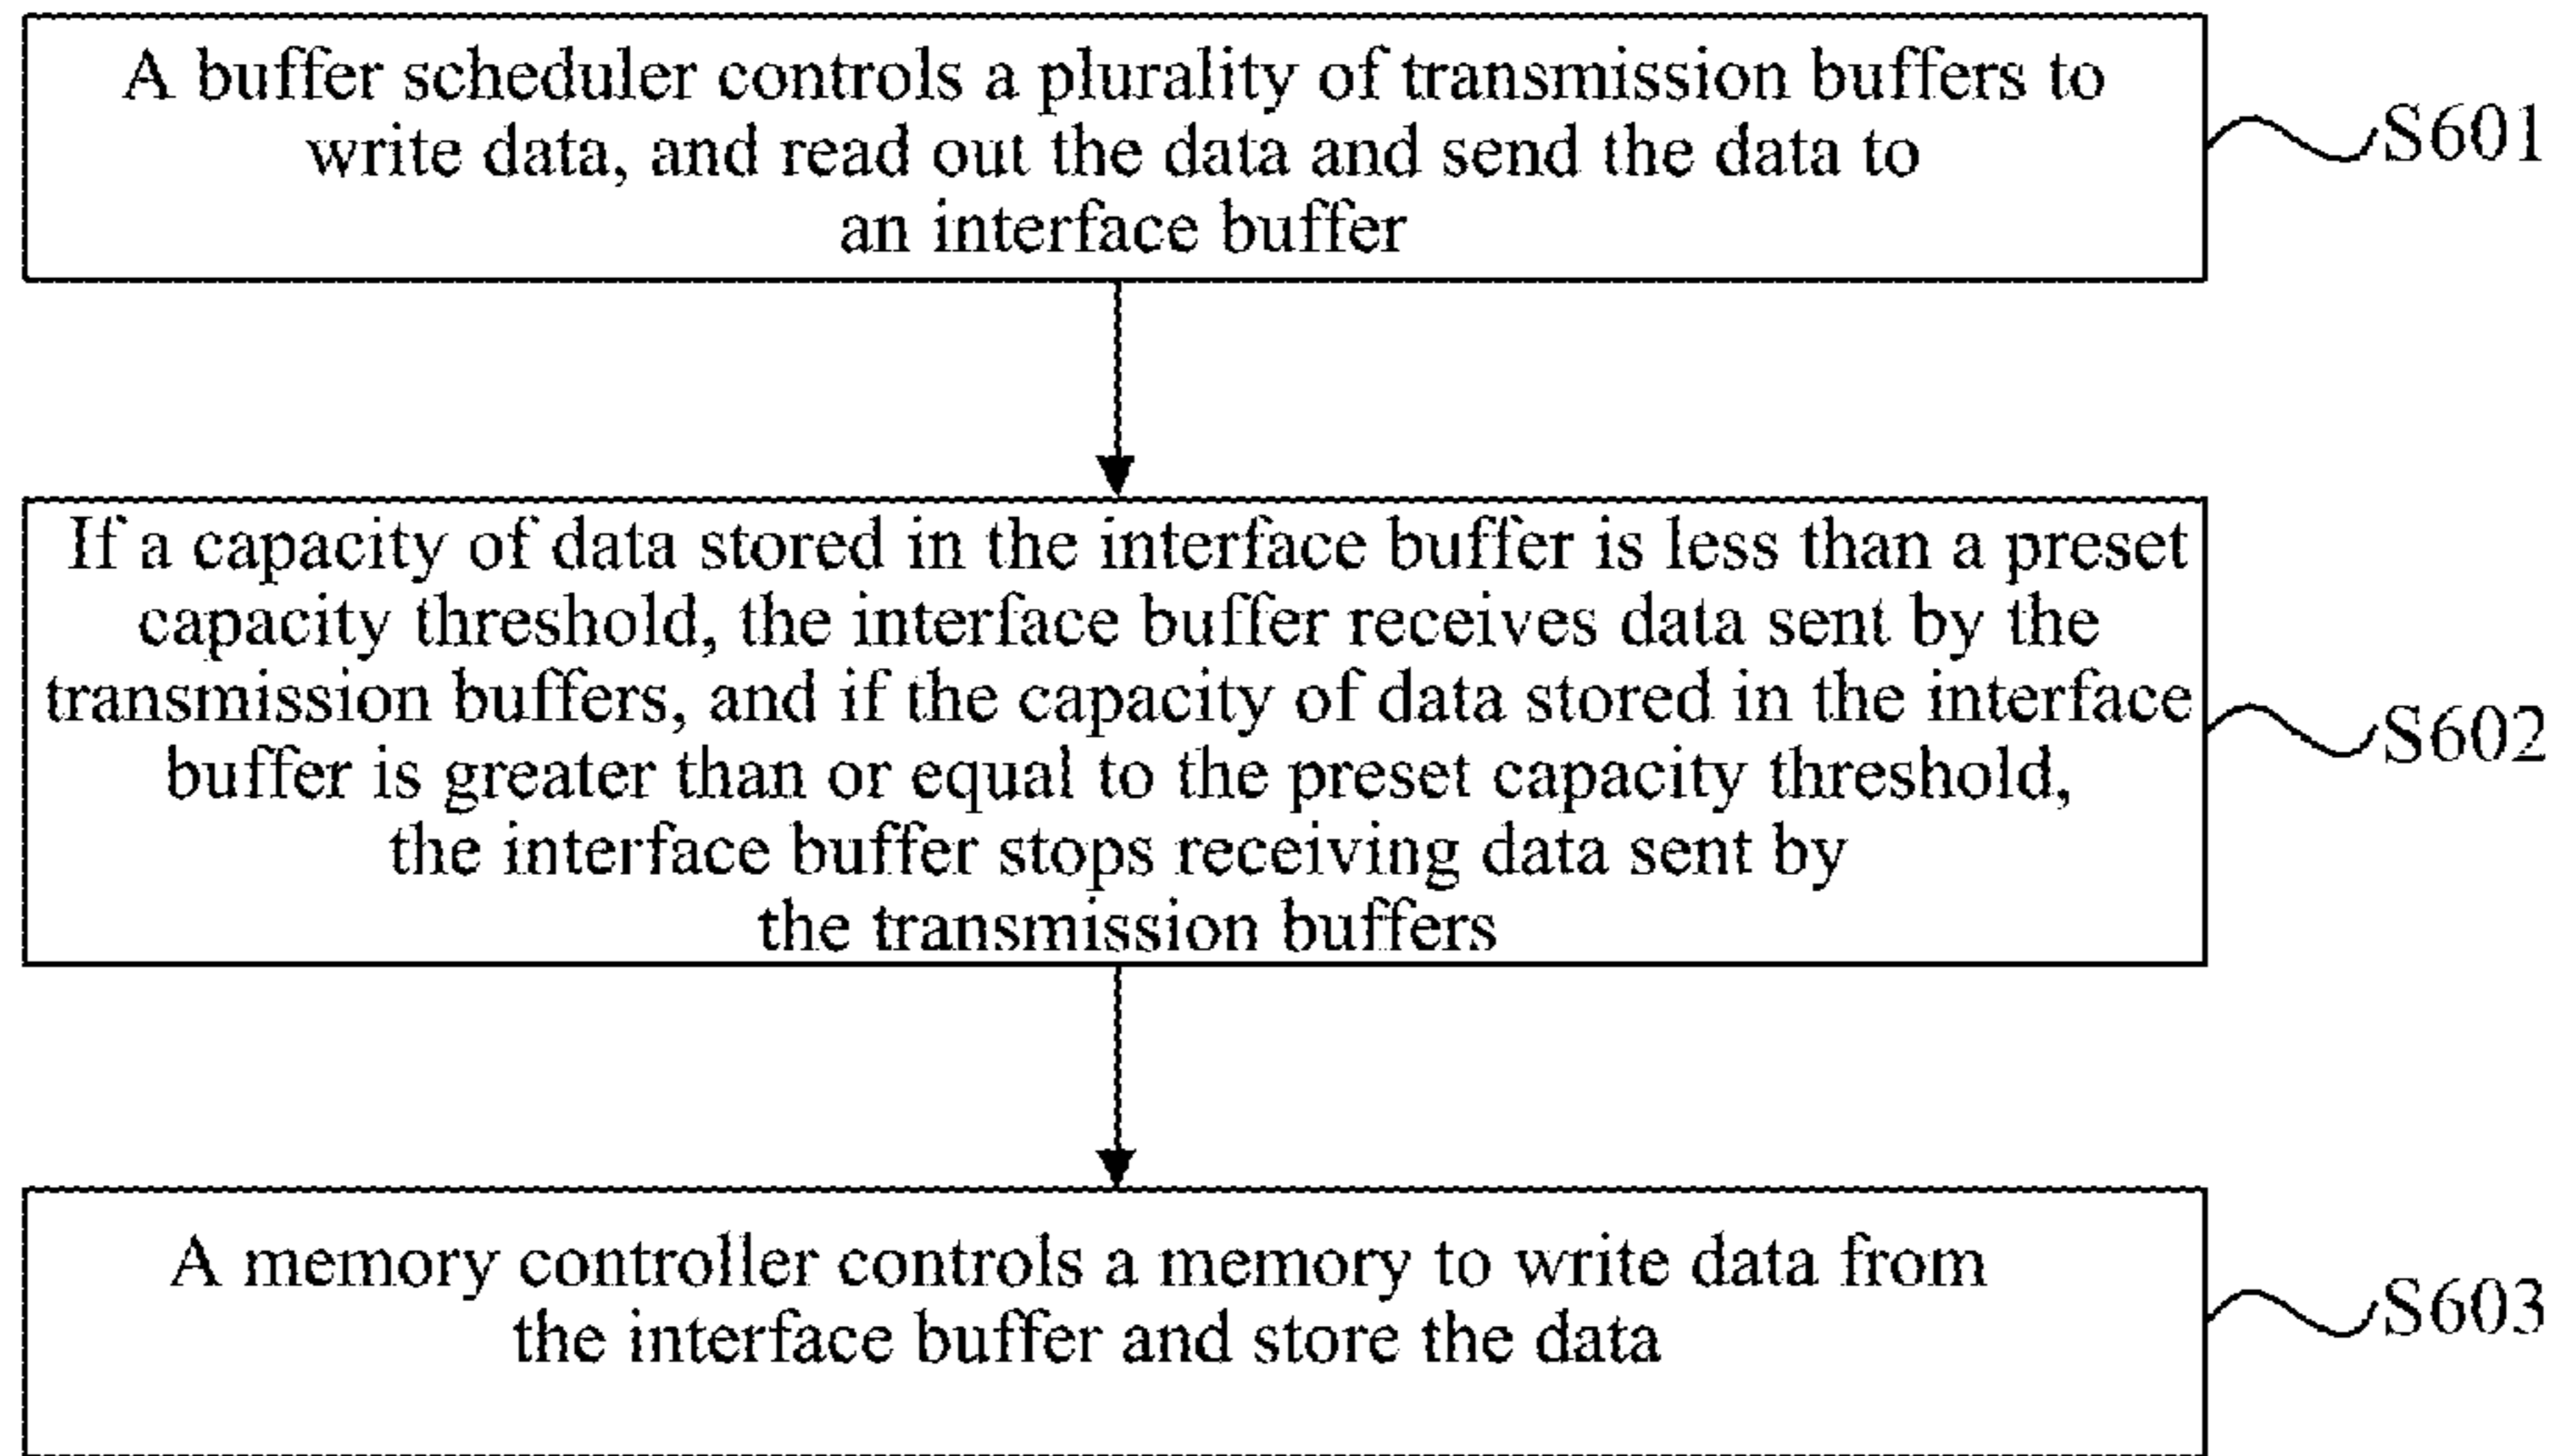 A buffer scheduler controls a plurality of transmission buffers to
write data, and read out the data and send the data to
an interface buffer
S601
If a capacity of data stored in the interface buffer is less than a preset
capacity threshold, the interface buffer receives data sent by the
transmission buffers, and if the capacity of data stored in the interface
buffer is greater than or equal to the preset capacity threshold,
the interface buffer stops receiving data sent by
the transmission buffers
S602
A memory controller controls a memory to write data from
the interface buffer and store the data
S603